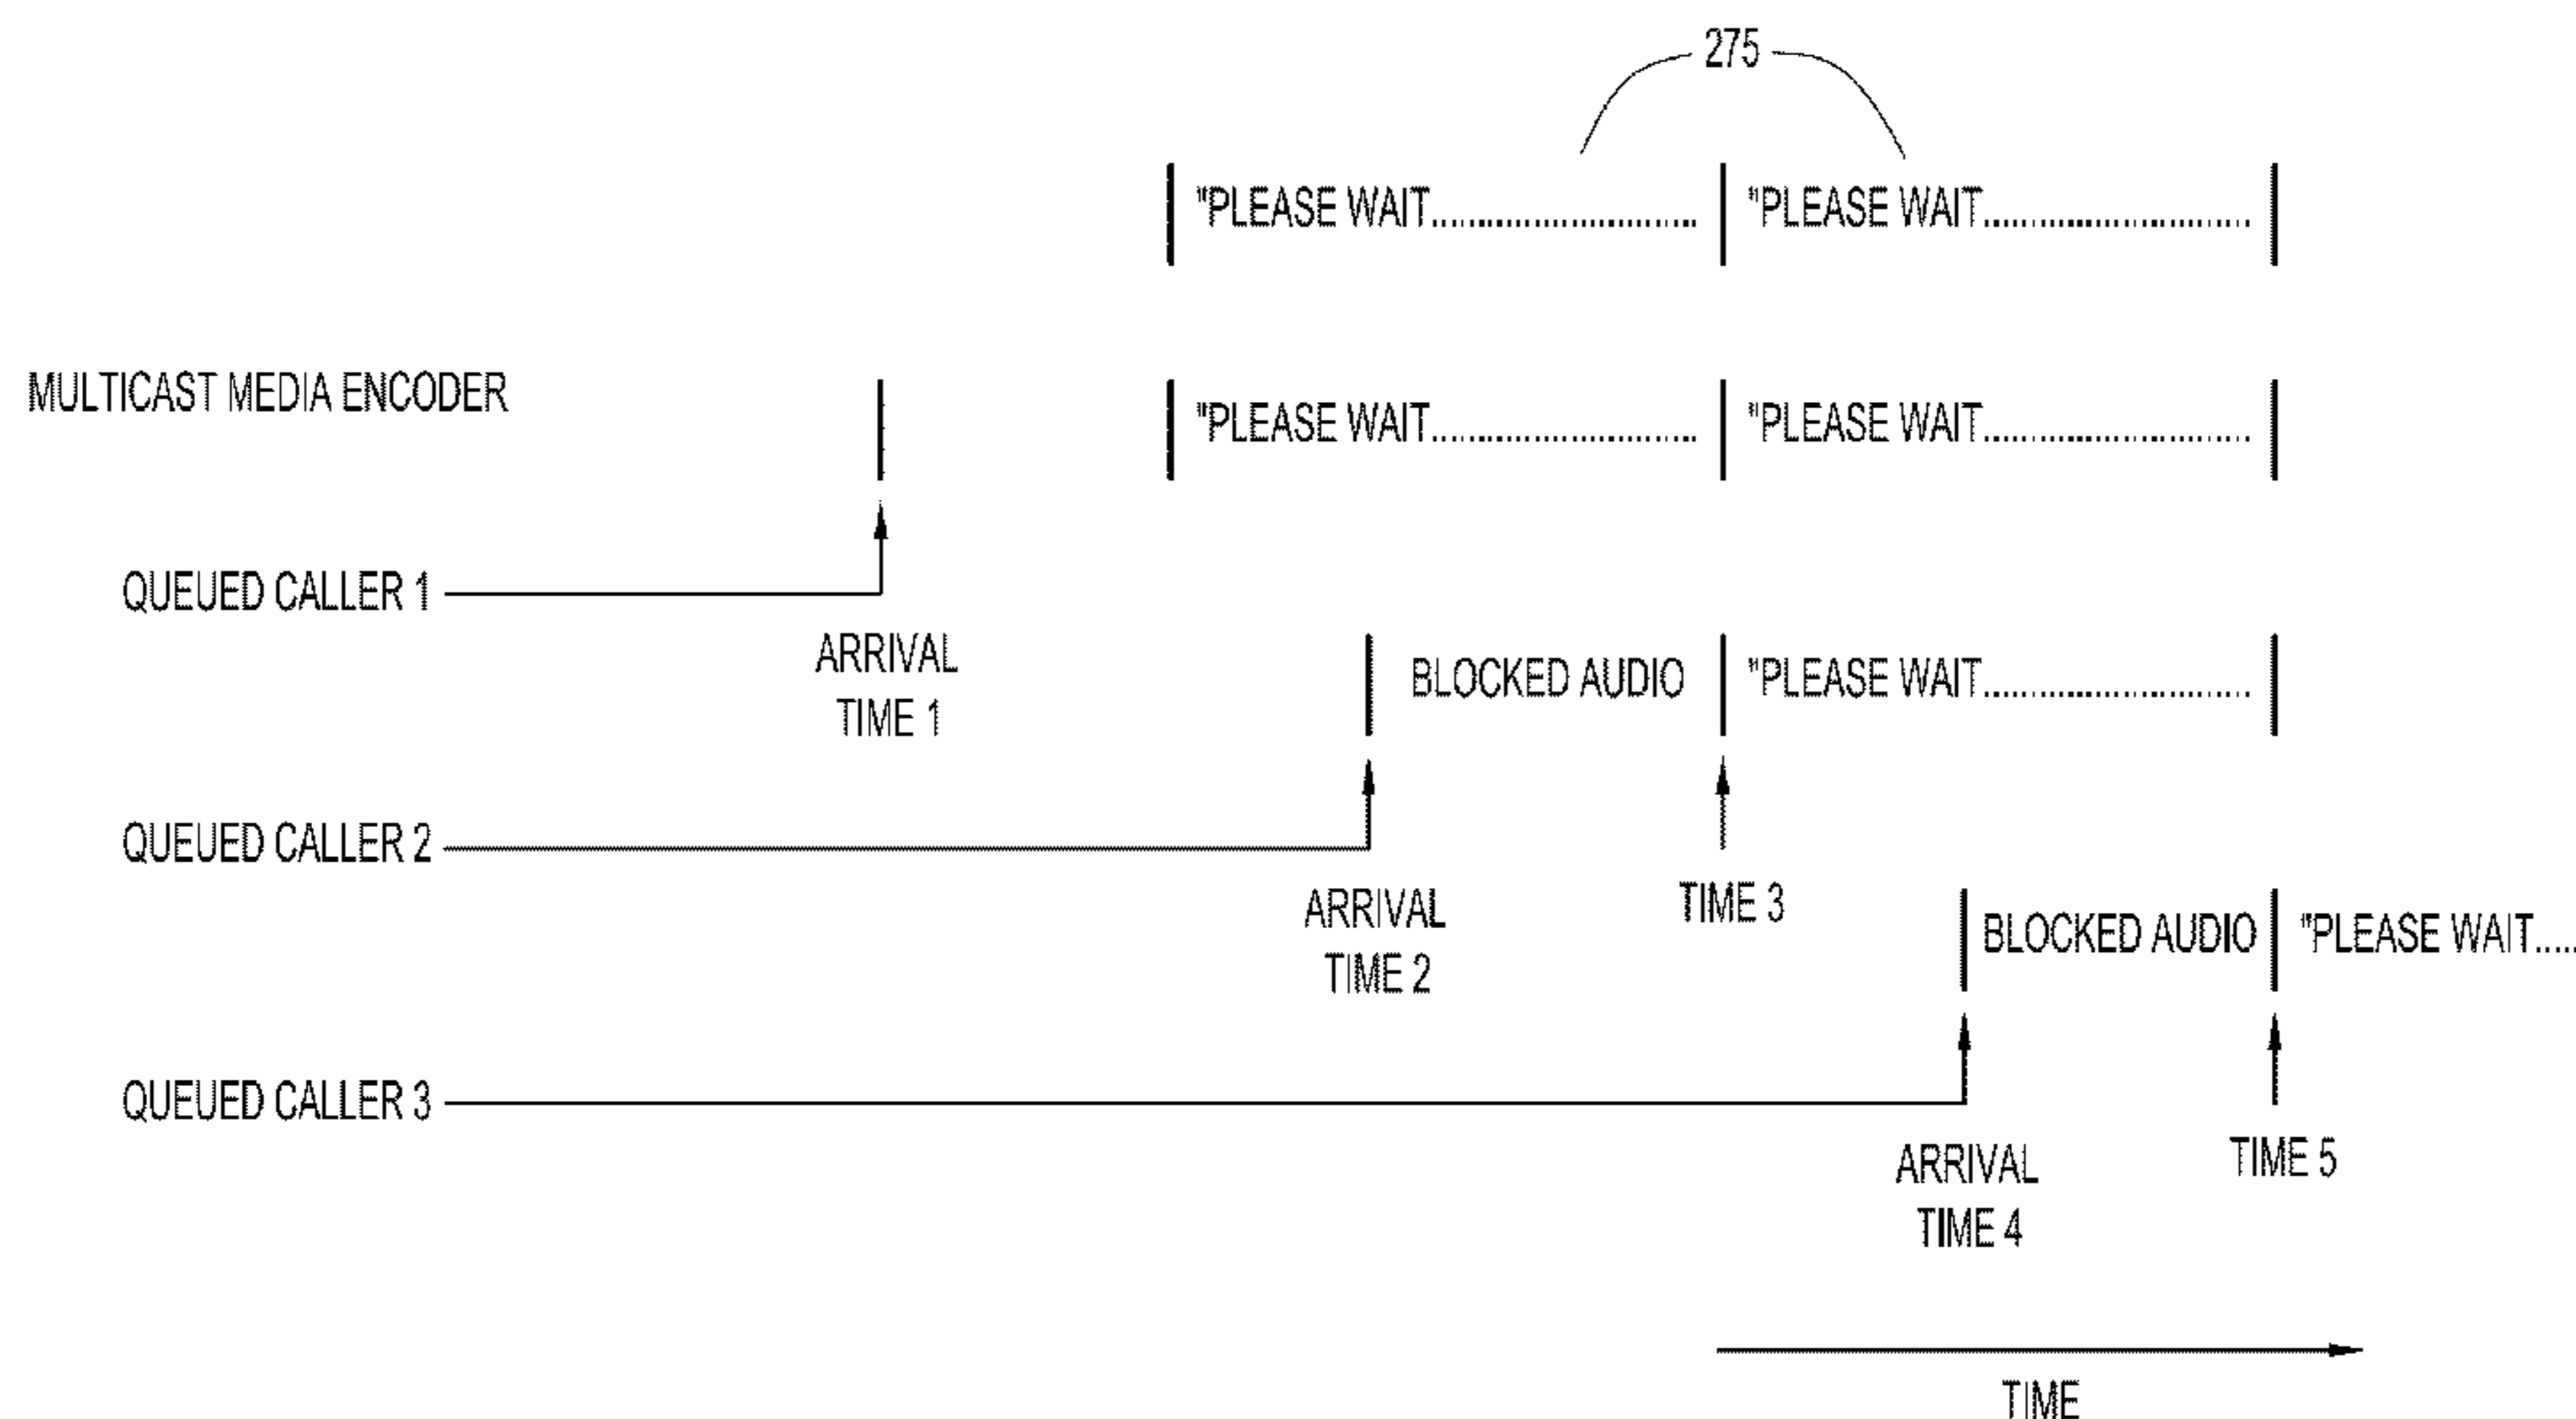 275
"PLEASE WAIT........................... "PLEASE WAIT...........................
MULTICAST MEDIA ENCODER
"PLEASE WAIT........................... "PLEASE WAIT...........................
QUEUED CALLER 1
ARRIVAL
TIME 1
BLOCKED AUDIO "PLEASE WAIT...........................
QUEUED CALLER 2
ARRIVAL
TIME 2
TIME 3
BLOCKED AUDIO "PLEASE WAIT.....
QUEUED CALLER 3
ARRIVAL
TIME 4
TIME 5
TIME